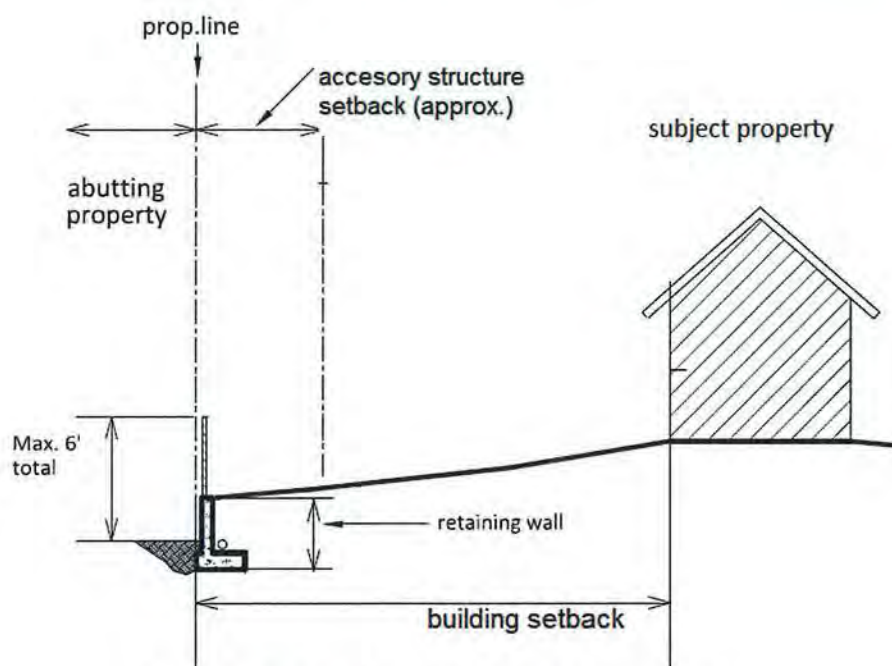 prop.line
accesory structure
setback (approx.)
subject property
abutting
property
Max. 6'
total
retaining wall
building setback